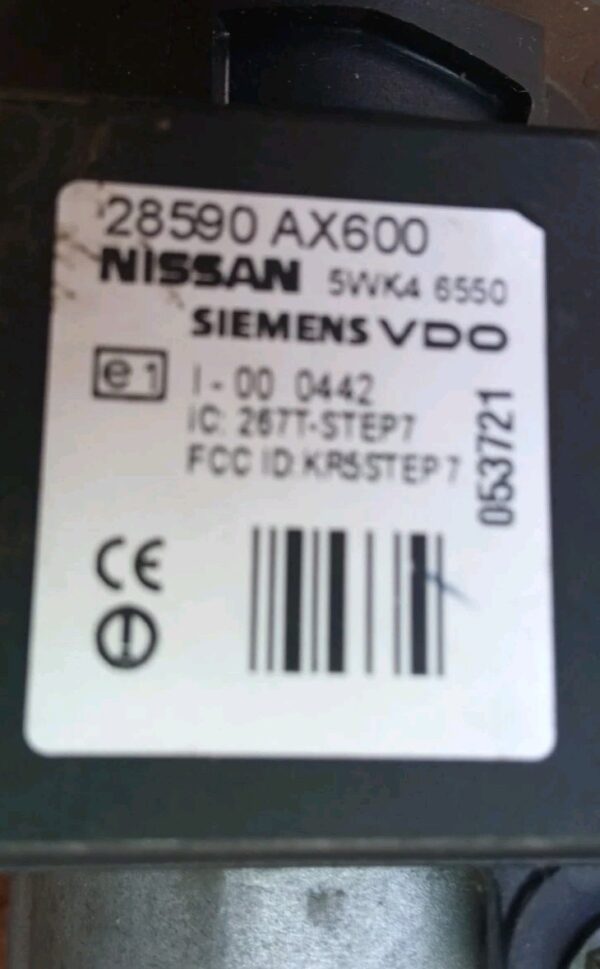 28590 AX600
NISSAN 5WK4 6550
SIEMENS VDO
e1 I-00 0442
IC: 267T-STEP7
FCC ID:KR5STEP7
053721
CE